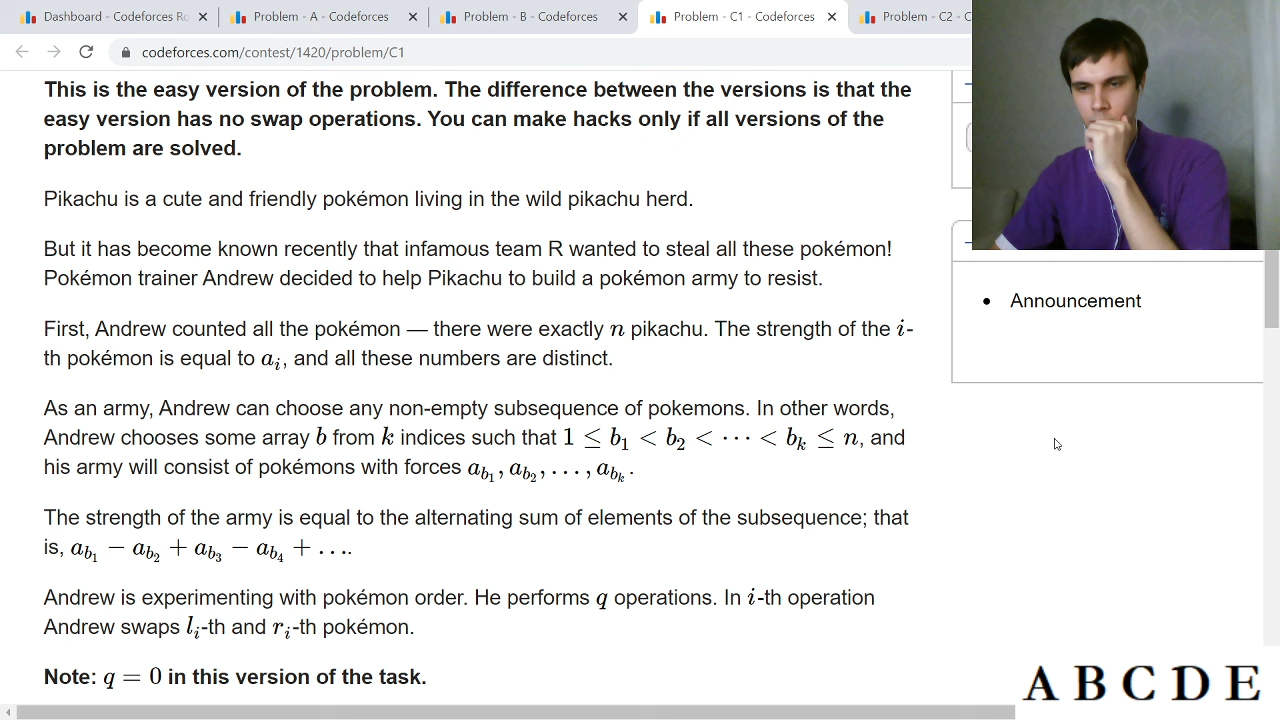 Dashboard - Codeforces Ro
Problem - A - Codeforces
Problem - B - Codeforces
Problem - C1 - Codeforces
Problem - C2 - C
codeforces.com/contest/1420/problem/C1
This is the easy version of the problem. The difference between the versions is that the
easy version has no swap operations. You can make hacks only if all versions of the
problem are solved.
Pikachu is a cute and friendly pokémon living in the wild pikachu herd.
But it has become known recently that infamous team R wanted to steal all these pokémon!
Pokémon trainer Andrew decided to help Pikachu to build a pokémon army to resist.
First, Andrew counted all the pokémon — there were exactly n pikachu. The strength of the i-
th pokémon is equal to a_i, and all these numbers are distinct.
Announcement
As an army, Andrew can choose any non-empty subsequence of pokemons. In other words,
Andrew chooses some array b from k indices such that 1 ≤ b_1 < b_2 < ⋯ < b_k ≤ n, and
his army will consist of pokémons with forces a_{b_1}, a_{b_2}, …, a_{b_k}.
The strength of the army is equal to the alternating sum of elements of the subsequence; that
is, a_{b_1} − a_{b_2} + a_{b_3} − a_{b_4} + ….
Andrew is experimenting with pokémon order. He performs q operations. In i-th operation
Andrew swaps l_i-th and r_i-th pokémon.
Note: q = 0 in this version of the task.
A B C D E